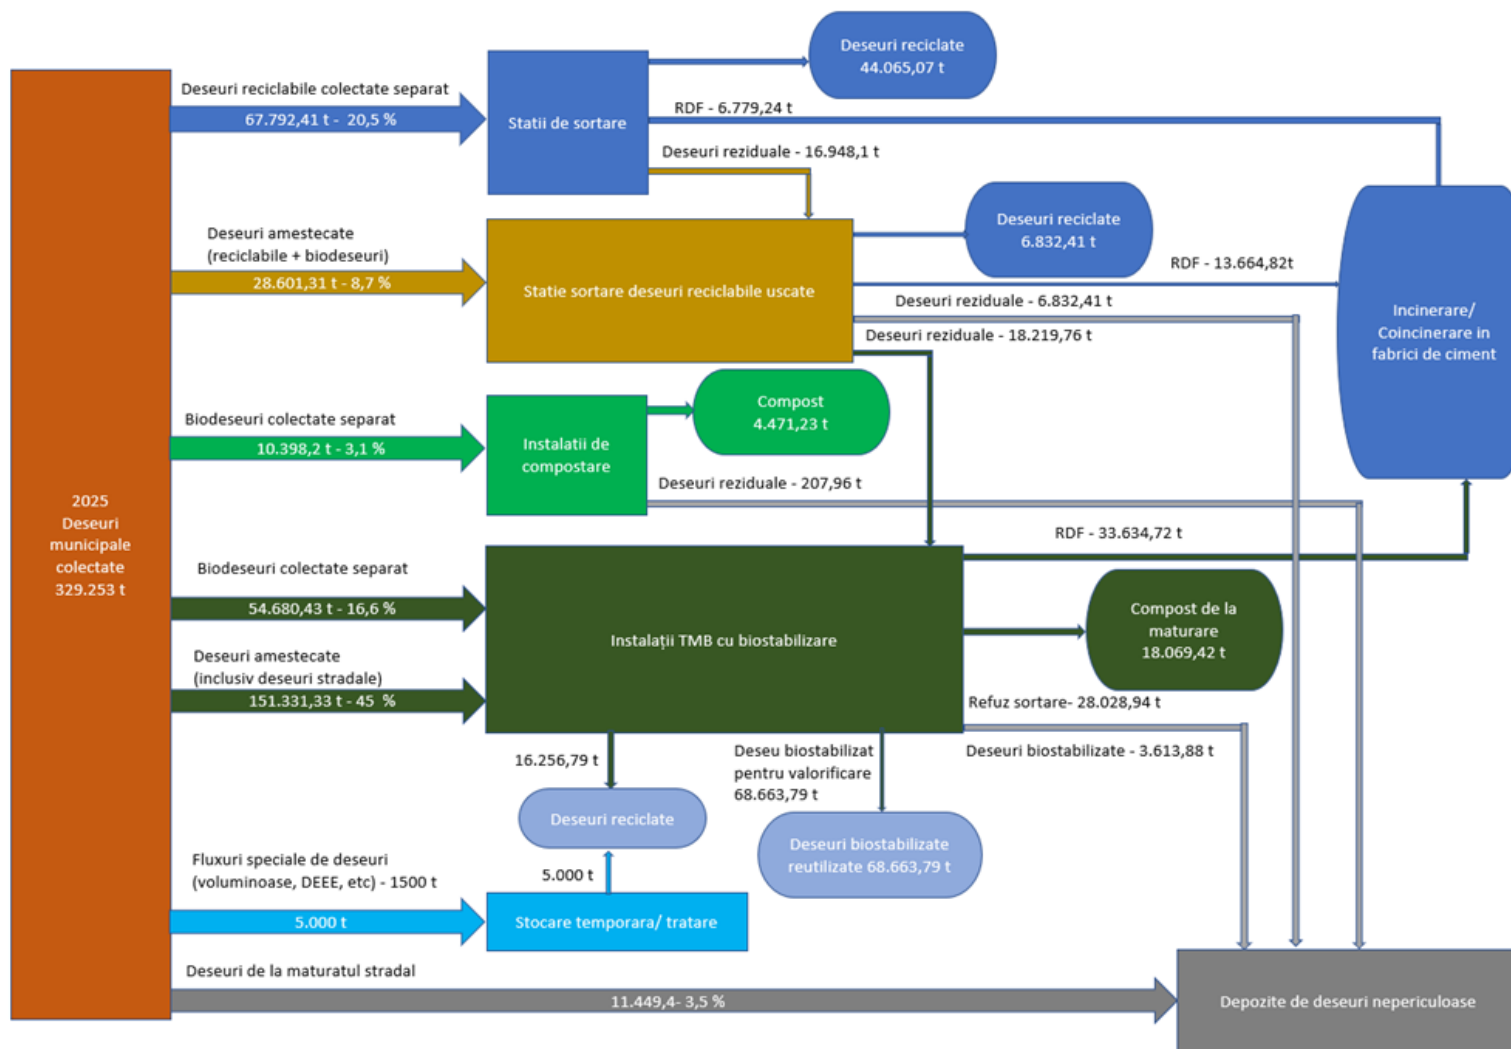 2025
Deseuri
municipale
colectate
329.253 t
Deseuri reciclabile colectate separat
67.792,41 t - 20,5 %
Statii de sortare
Deseuri reciclate
44.065,07 t
RDF - 6.779,24 t
Deseuri reziduale - 16.948,1 t
Deseuri amestecate
(reciclabile + biodeseuri)
28.601,31 t - 8,7 %
Statie sortare deseuri reciclabile uscate
Deseuri reciclate
6.832,41 t
RDF - 13.664,82t
Deseuri reziduale - 6.832,41 t
Deseuri reziduale - 18.219,76 t
Incinerare/
Coincinerare in
fabrici de ciment
Biodeseuri colectate separat
10.398,2 t - 3,1 %
Instalatii de
compostare
Compost
4.471,23 t
Deseuri reziduale - 207,96 t
Biodeseuri colectate separat
54.680,43 t - 16,6 %
Deseuri amestecate
(inclusiv deseuri stradale)
151.331,33 t - 45 %
Instalații TMB cu biostabilizare
RDF - 33.634,72 t
Compost de la
maturare
18.069,42 t
Refuz sortare- 28.028,94 t
Deseuri biostabilizate - 3.613,88 t
16.256,79 t
Deseuri reciclate
Deseu biostabilizat
pentru valorificare
68.663,79 t
Deseuri biostabilizate
reutilizate 68.663,79 t
Fluxuri speciale de deseuri
(voluminoase, DEEE, etc) - 1500 t
5.000 t
5.000 t
Stocare temporara/ tratare
Deseuri de la maturatul stradal
11.449,4- 3,5 %
Depozite de deseuri nepericuloase